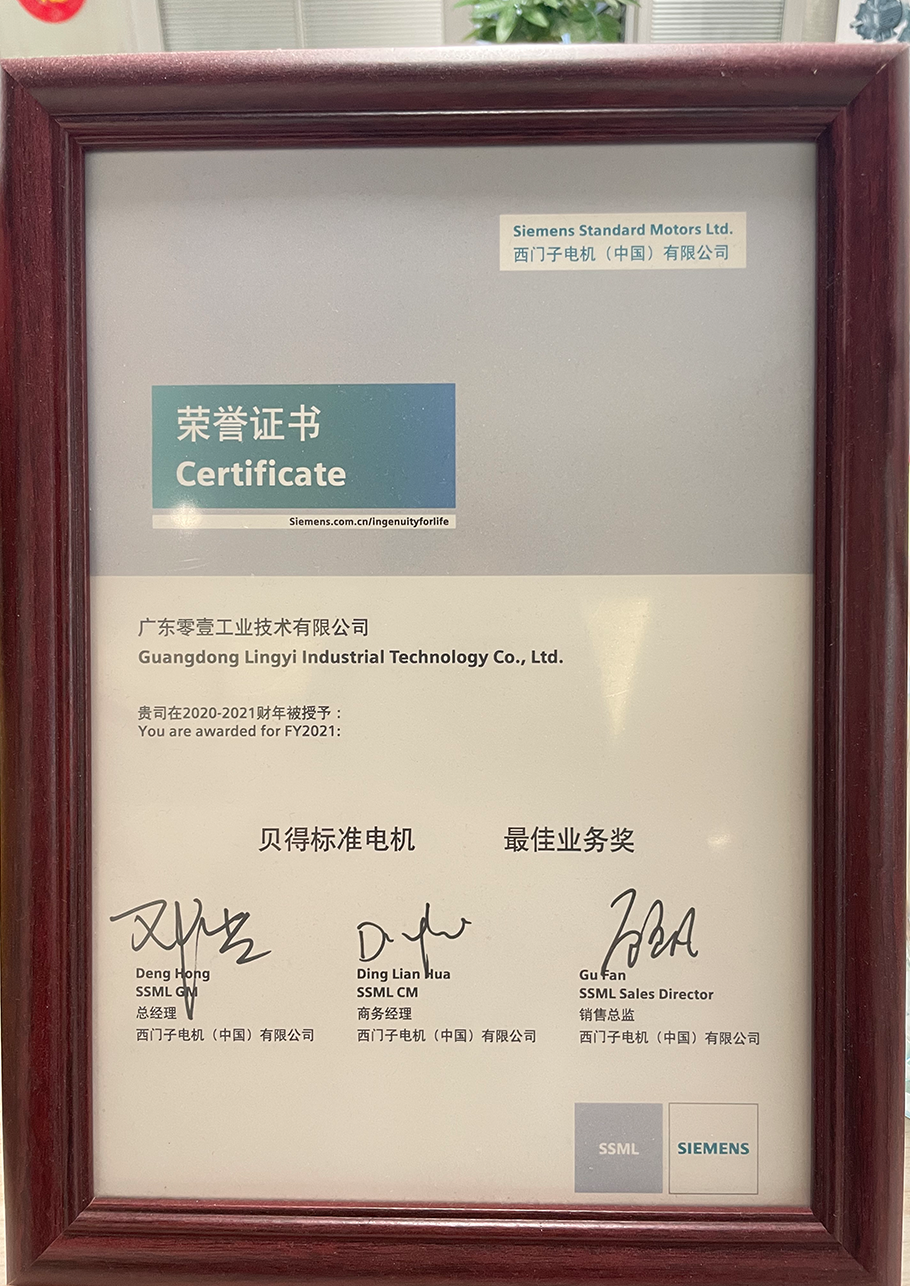 Siemens Standard Motors Ltd.
西门子电机（中国）有限公司
荣誉证书
Certificate
Siemens.com.cn/ingenuityforlife
广东零壹工业技术有限公司
Guangdong Lingyi Industrial Technology Co., Ltd.
贵司在2020-2021财年被授予：
You are awarded for FY2021:
贝得标准电机 最佳业务奖
Deng Hong
SSML GM
总经理
西门子电机（中国）有限公司
Ding Lian Hua
SSML CM
商务经理
西门子电机（中国）有限公司
Gu Fan
SSML Sales Director
销售总监
西门子电机（中国）有限公司
SSML
SIEMENS